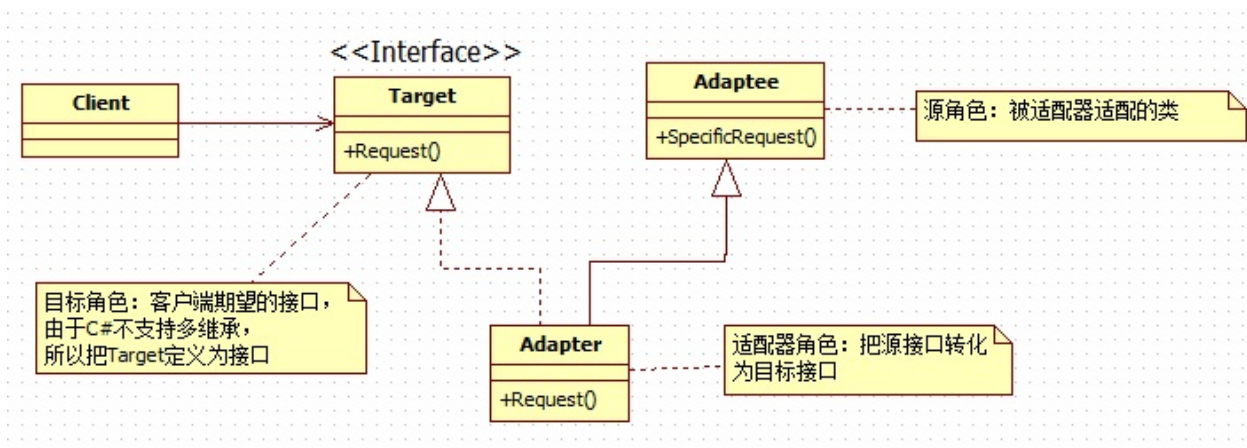 <<Interface>>
Client
Target
+Request()
Adaptee
+SpecificRequest()
源角色：被适配器适配的类
目标角色：客户端期望的接口，
由于C#不支持多继承，
所以把Target定义为接口
Adapter
+Request()
适配器角色：把源接口转化
为目标接口